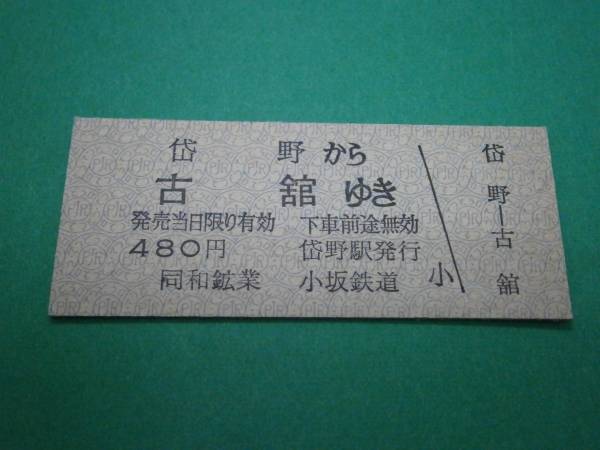 岱野から
古舘ゆき
発売当日限り有効 下車前途無効
480円 岱野駅発行
同和鉱業 小坂鉄道
小
岱野―古舘